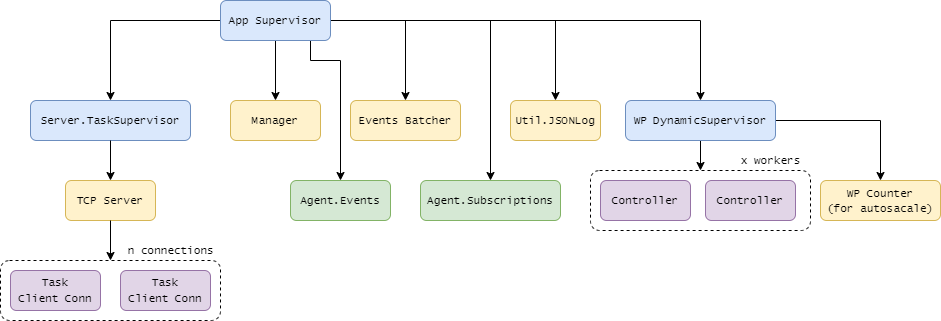 App Supervisor
Server.TaskSupervisor
Manager
Events Batcher
Util.JSONLog
WP DynamicSupervisor
x workers
TCP Server
Agent.Events
Agent.Subscriptions
Controller
Controller
WP Counter
(for autosacale)
n connections
Task
Client Conn
Task
Client Conn